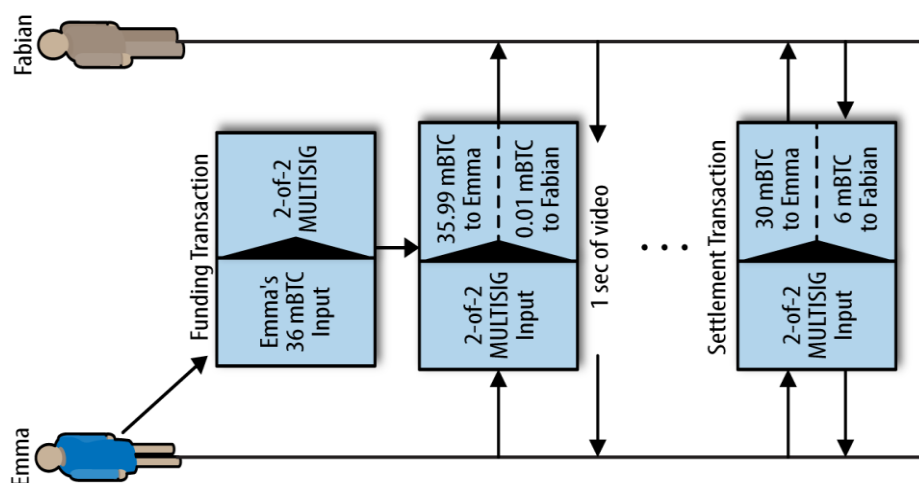 Emma
Fabian
Funding Transaction
Emma's
36 mBTC
Input
2-of-2
MULTISIG
2-of-2
MULTISIG
Input
35.99 mBTC
to Emma
0.01 mBTC
to Fabian
1 sec of video
. . .
Settlement Transaction
2-of-2
MULTISIG
Input
30 mBTC
to Emma
6 mBTC
to Fabian